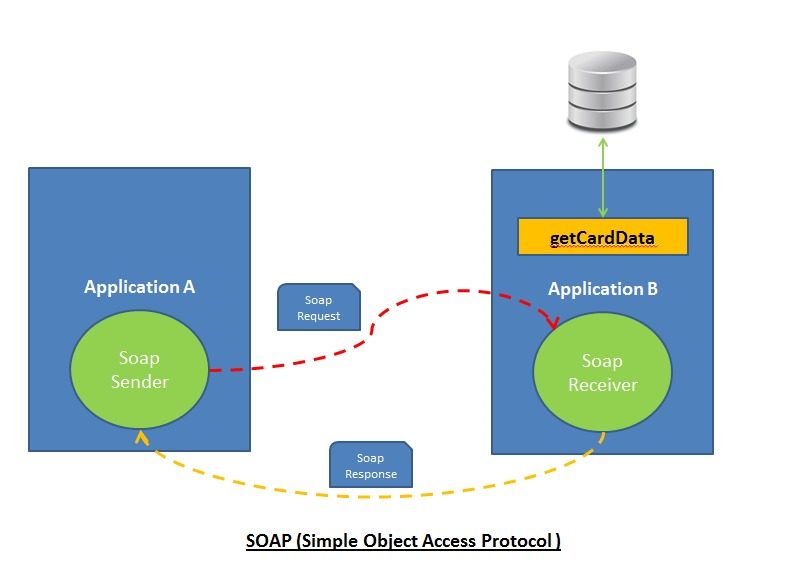 getCardData
Application A
Application B
Soap
Request
Soap
Sender
Soap
Receiver
Soap
Response
SOAP (Simple Object Access Protocol)